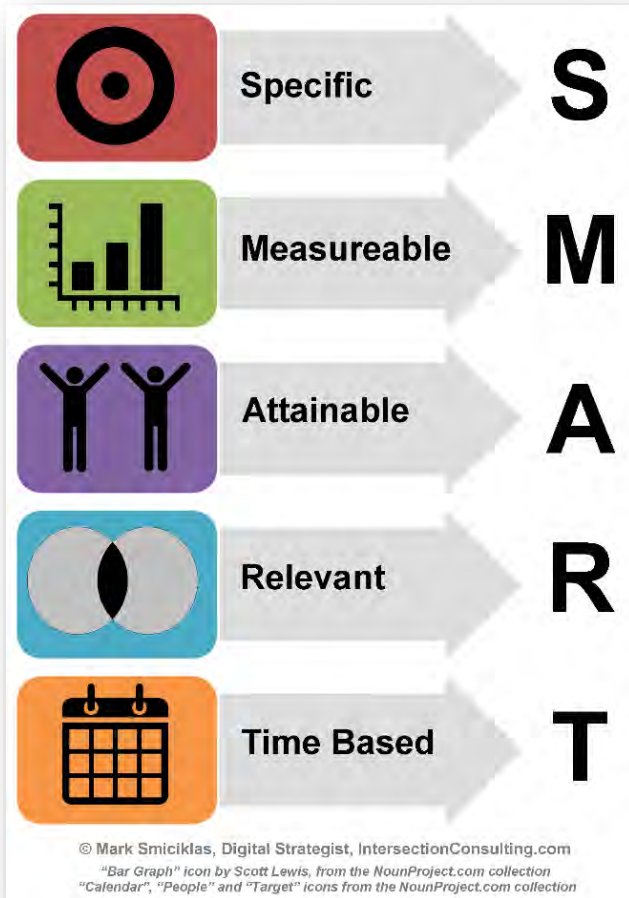 Specific S
Measureable M
Attainable A
Relevant R
Time Based T
© Mark Smiciklas, Digital Strategist, IntersectionConsulting.com
“Bar Graph” icon by Scott Lewis, from the NounProject.com collection
“Calendar”, “People” and “Target” icons from the NounProject.com collection